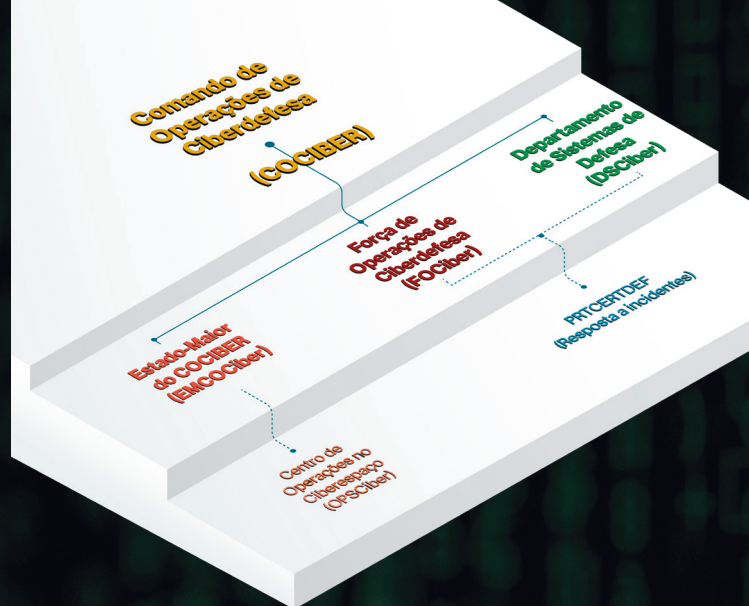 Comando de
Operações de
Ciberdefesa
(COCIBER)
Departamento
de Sistemas de
Defesa
(DSCiber)
Força de
Operações de
Ciberdefesa
(FOCiber)
PRTCERTDEF
(Resposta a incidentes)
Estado-Maior
do COCIBER
(EMCOCiber)
Centro de
Operações no
Ciberespaço
(OPSCiber)